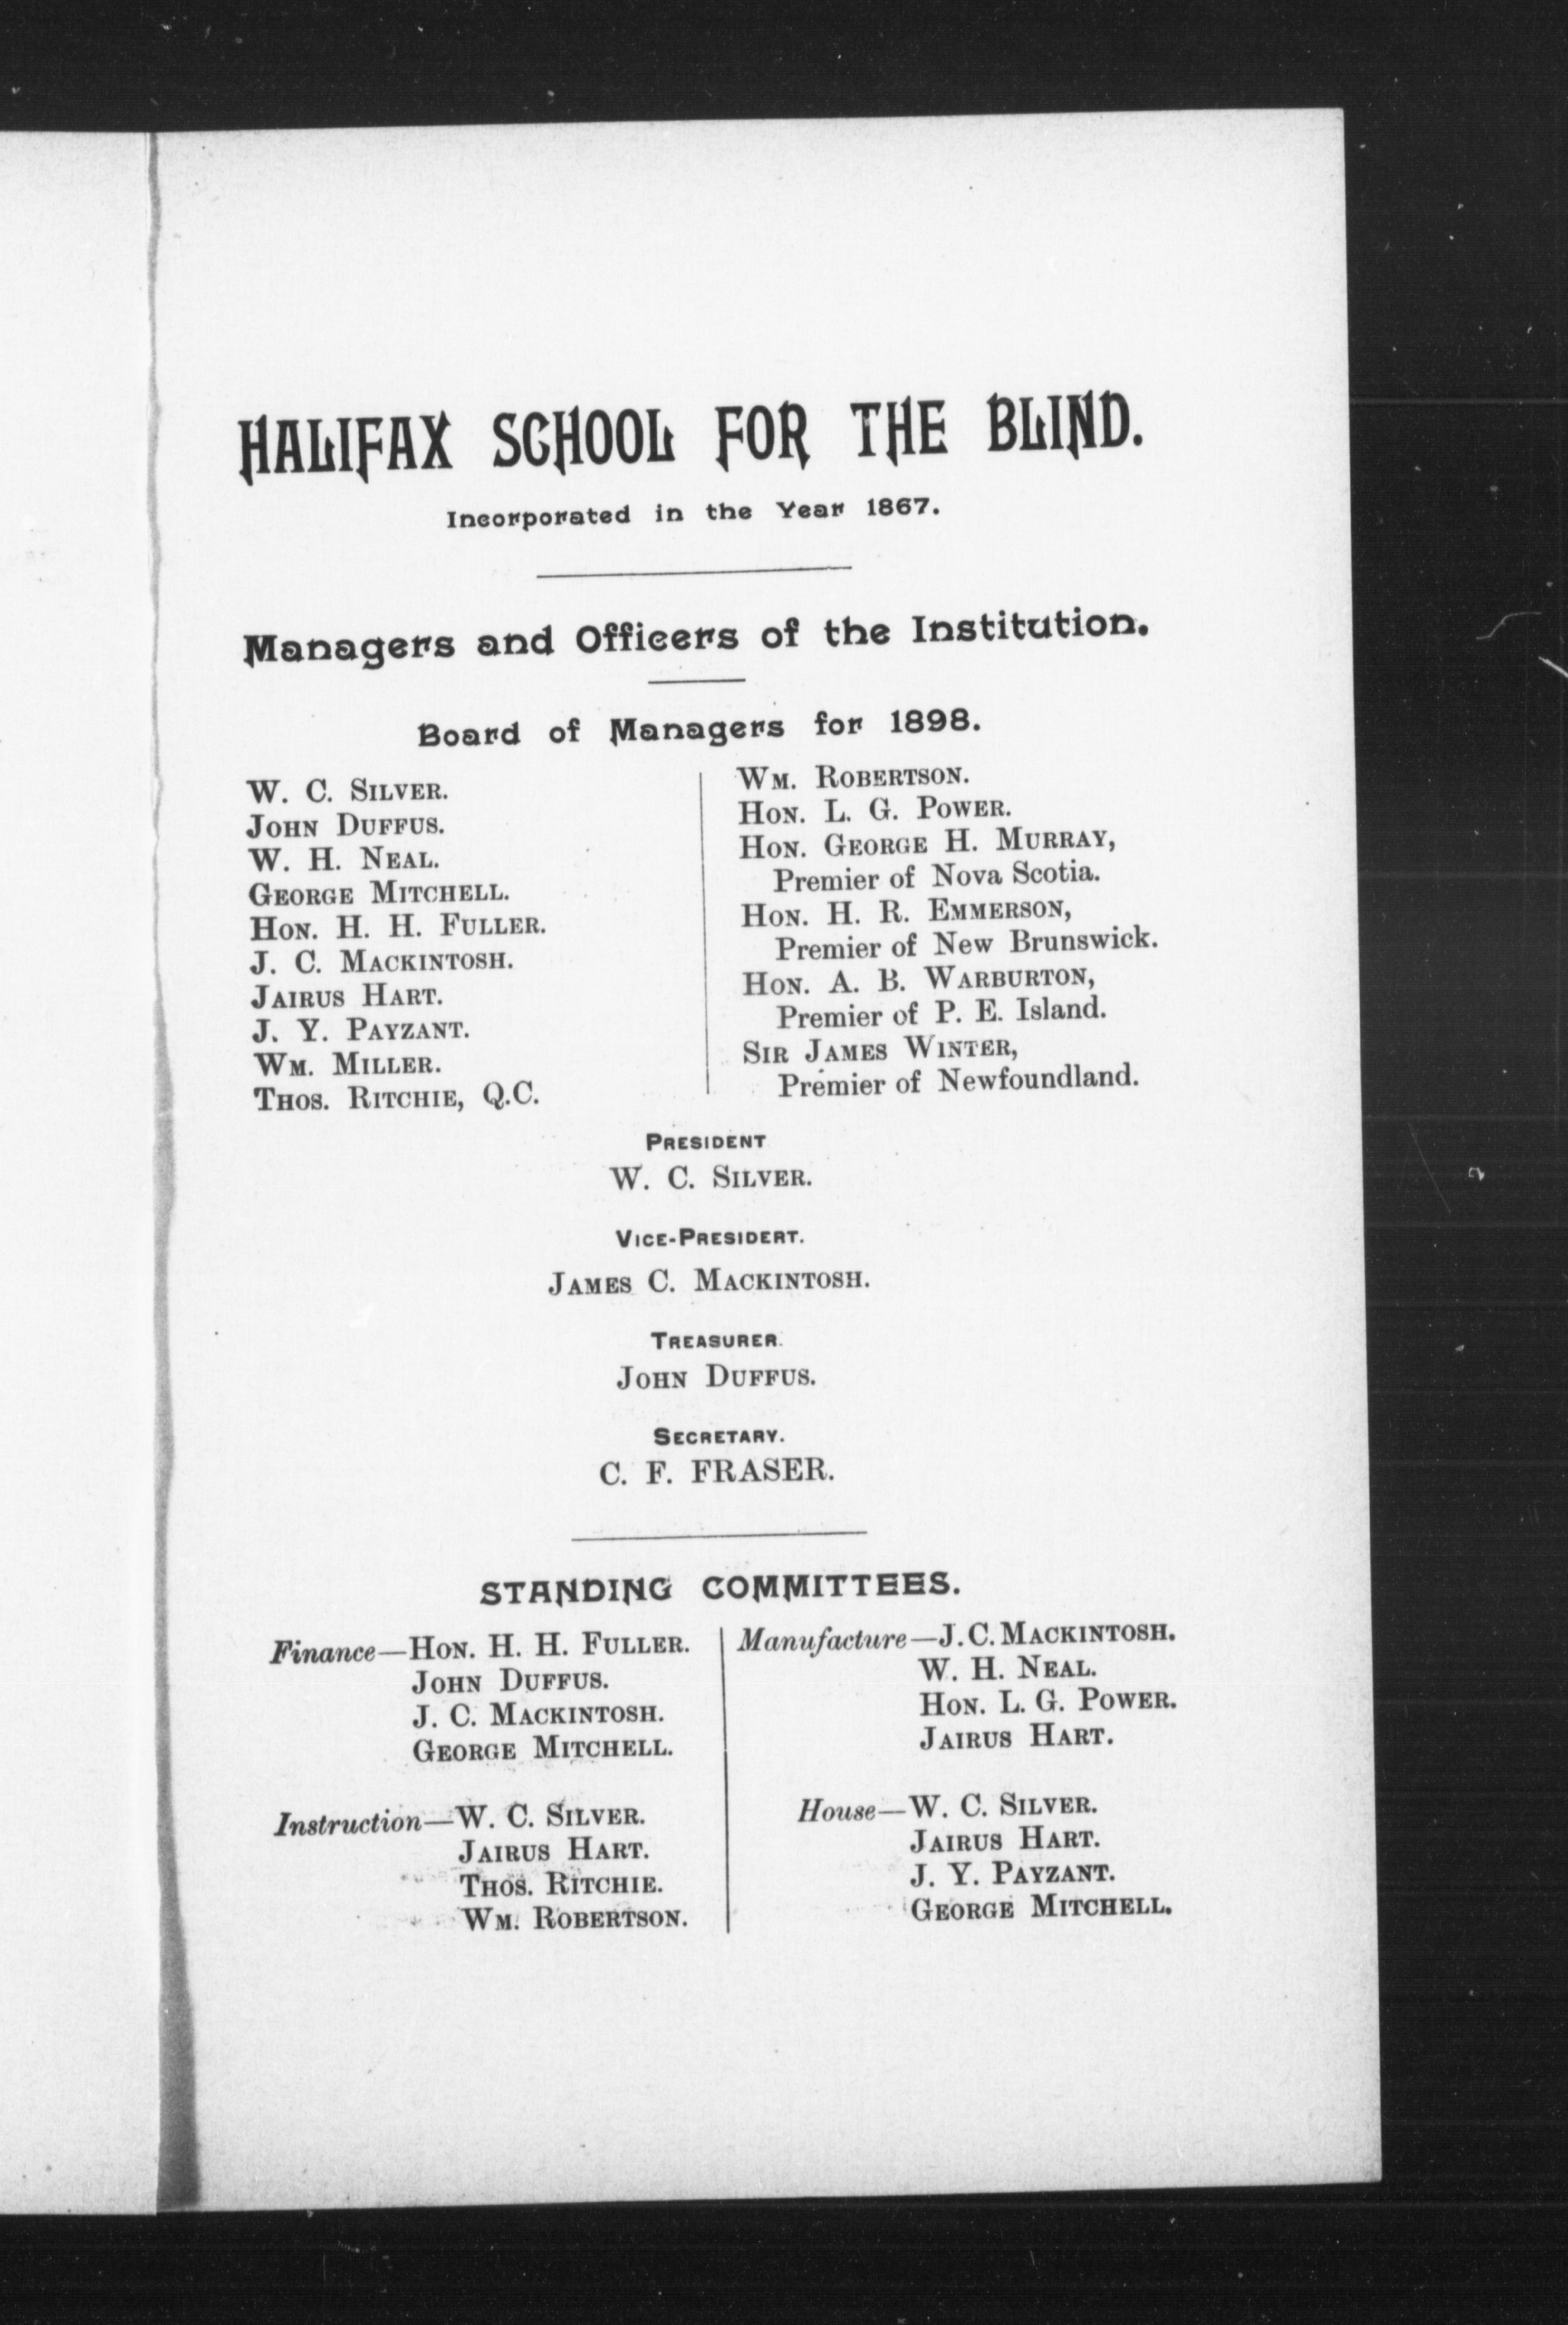 HALIFAX SCHOOL FOR THE BLIND.
Incorporated in the Year 1867.
Managers and Officers of the Institution.
Board of Managers for 1898.
W. C. SILVER.
JOHN DUFFUS.
W. H. NEAL.
GEORGE MITCHELL.
HON. H. H. FULLER.
J. C. MACKINTOSH.
JAIRUS HART.
J. Y. PAYZANT.
WM. MILLER.
THOS. RITCHIE, Q.C.
WM. ROBERTSON.
HON. L. G. POWER.
HON. GEORGE H. MURRAY,
Premier of Nova Scotia.
HON. H. R. EMMERSON,
Premier of New Brunswick.
HON. A. B. WARBURTON,
Premier of P. E. Island.
SIR JAMES WINTER,
Premier of Newfoundland.
PRESIDENT
W. C. SILVER.
VICE-PRESIDERT.
JAMES C. MACKINTOSH.
TREASURER.
JOHN DUFFUS.
SECRETARY.
C. F. FRASER.
STANDING COMMITTEES.
Finance—HON. H. H. FULLER.
JOHN DUFFUS.
J. C. MACKINTOSH.
GEORGE MITCHELL.
Instruction—W. C. SILVER.
JAIRUS HART.
THOS. RITCHIE.
WM. ROBERTSON.
Manufacture—J. C. MACKINTOSH.
W. H. NEAL.
HON. L. G. POWER.
JAIRUS HART.
House—W. C. SILVER.
JAIRUS HART.
J. Y. PAYZANT.
GEORGE MITCHELL.